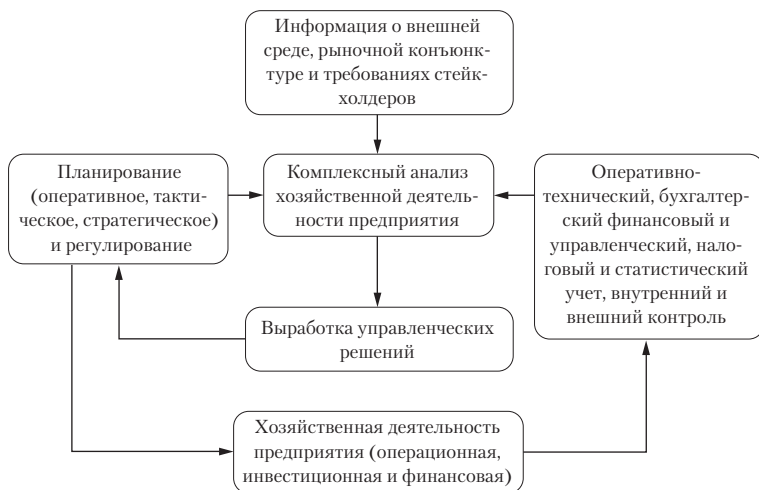 Информация о внешней
среде, рыночной конъюнк-
туре и требованиях стейк-
холдеров
Планирование
(оперативное, такти-
ческое, стратегическое)
и регулирование
Комплексный анализ
хозяйственной деятель-
ности предприятия
Оперативно-
технический, бухгалтер-
ский финансовый и
управленческий, нало-
говый и статистический
учет, внутренний и
внешний контроль
Выработка управленческих
решений
Хозяйственная деятельность
предприятия (операционная,
инвестиционная и финансовая)